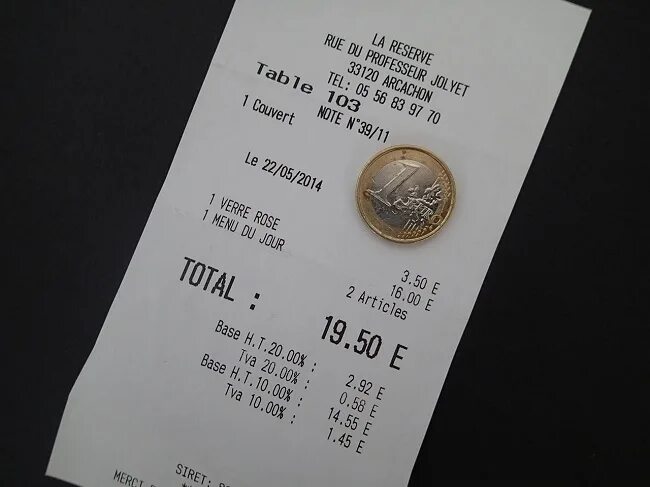 LA RESERVE
RUE DU PROFESSEUR JOLYET
33120 ARCACHON
TEL: 05 56 83 97 70
Table 103
1 Couvert
NOTE N°39/11
Le 22/05/2014
1 VERRE ROSE 3.50 E
1 MENU DU JOUR 16.00 E
2 Articles
TOTAL : 19.50 E
Base H.T.20.00% : 2.92 E
Tva 20.00% : 0.58 E
Base H.T.10.00% : 14.55 E
Tva 10.00% : 1.45 E
SIRET:
MERCI
1